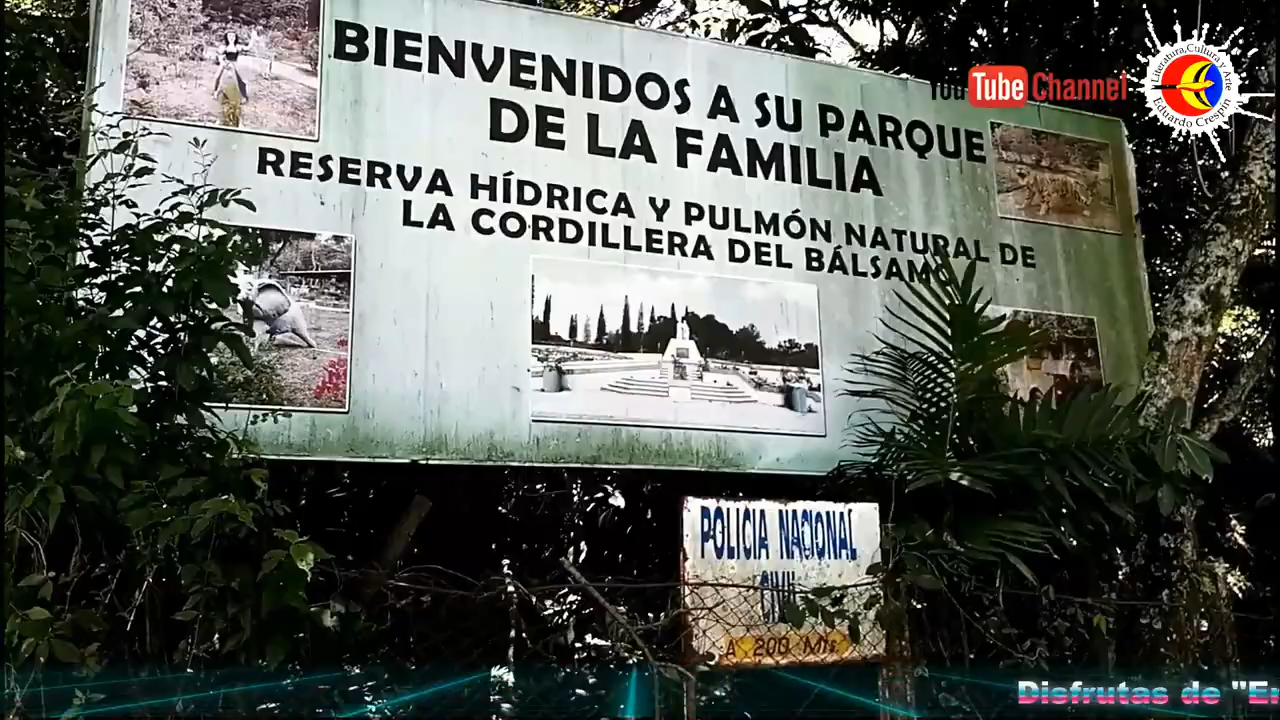 BIENVENIDOS A SU PARQUE
DE LA FAMILIA
RESERVA HÍDRICA Y PULMÓN NATURAL DE
LA CORDILLERA DEL BÁLSAMO
YouTube Channel
Literatura,Cultura Y Arte
Eduardo Crespin
POLICIA NACIONAL
CIVIL
A 200 Mts.
Disfrutas de "E